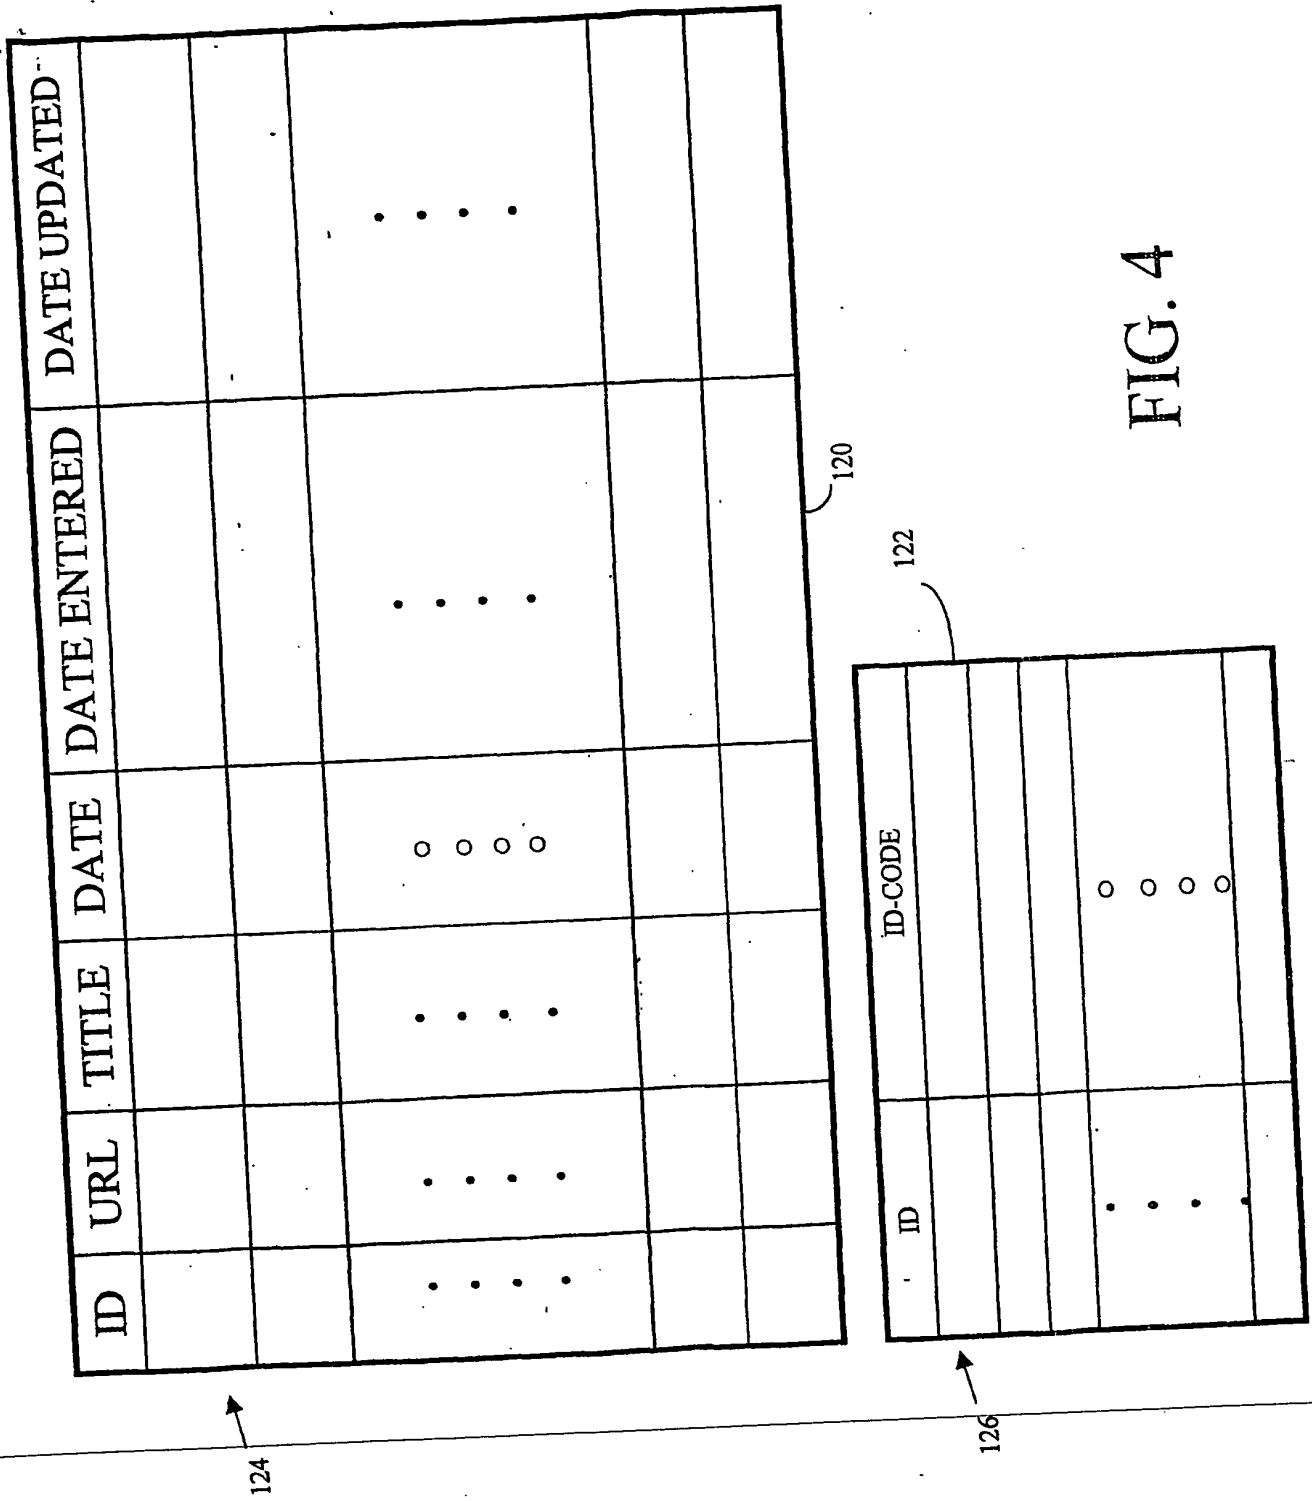 ID URL TITLE DATE DATE ENTERED DATE UPDATED
124
120
ID ID-CODE
122
126
FIG. 4